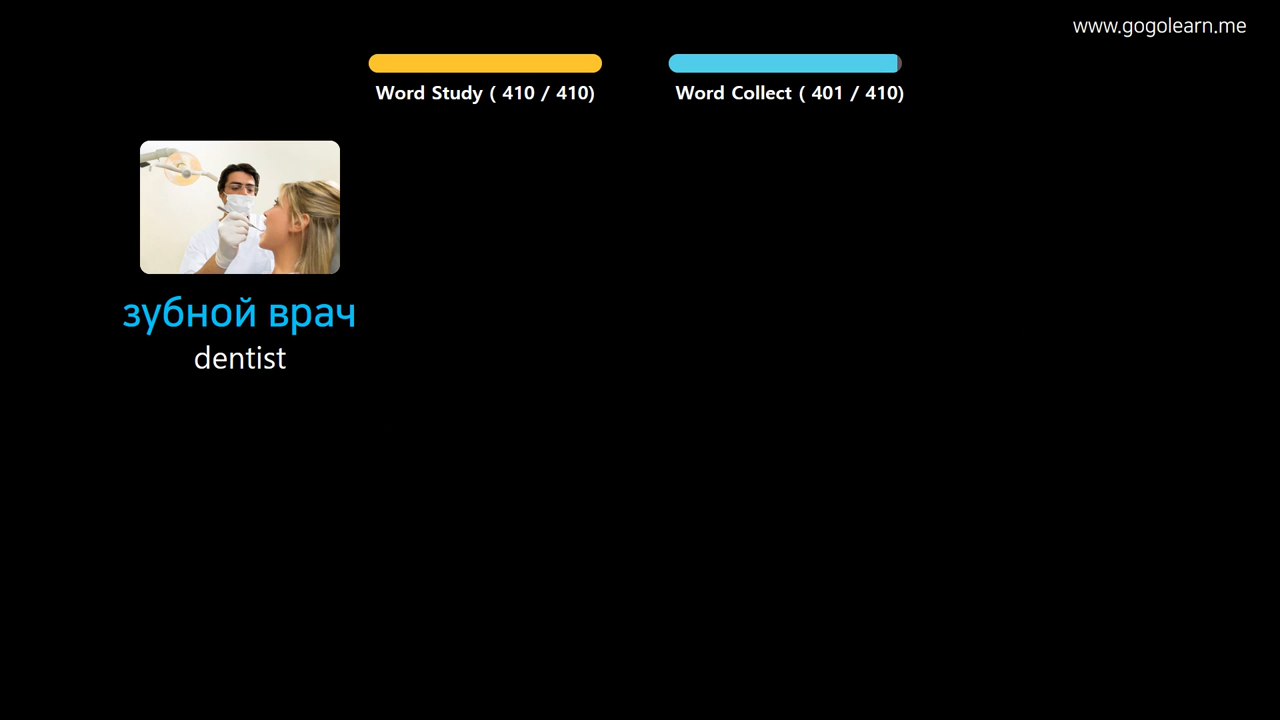 www.gogolearn.me
Word Study ( 410 / 410)
Word Collect ( 401 / 410)
зубной врач
dentist